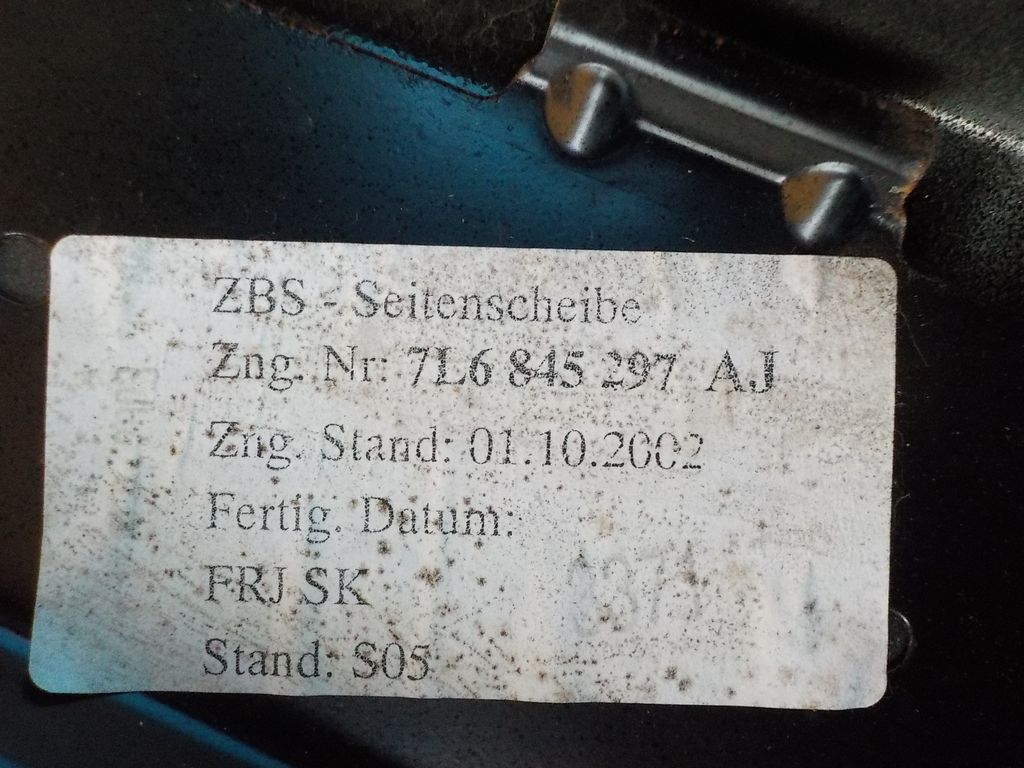 ZBS - Seitenscheibe
Zng. Nr: 7L6 845 297 AJ
Zng. Stand: 01.10.2002
Fertig. Datum:
FRJ SK
Stand: S05